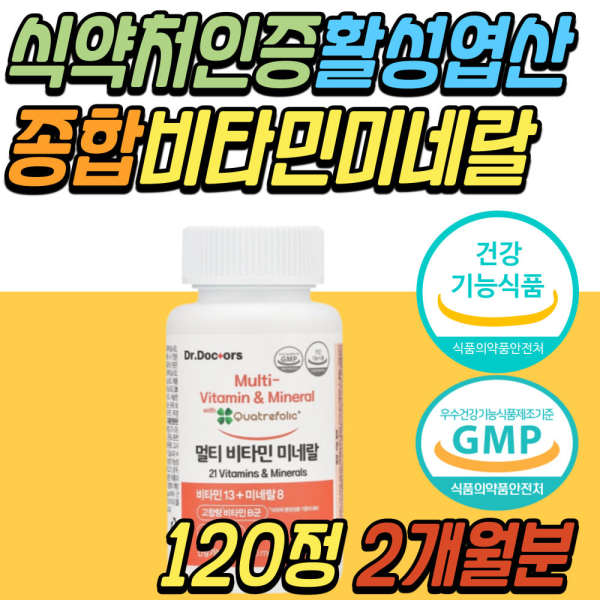 식약처인증활성엽산
종합비타민미네랄
건강
기능식품
식품의약품안전처
Dr.Doctors
GMP
Multi-
Vitamin & Mineral
with Quatrefolic
멀티 비타민 미네랄
21 Vitamins & Minerals
비타민 13 + 미네랄 8
고함량 비타민 B군
우수건강기능식품제조기준
GMP
식품의약품안전처
120정 2개월분